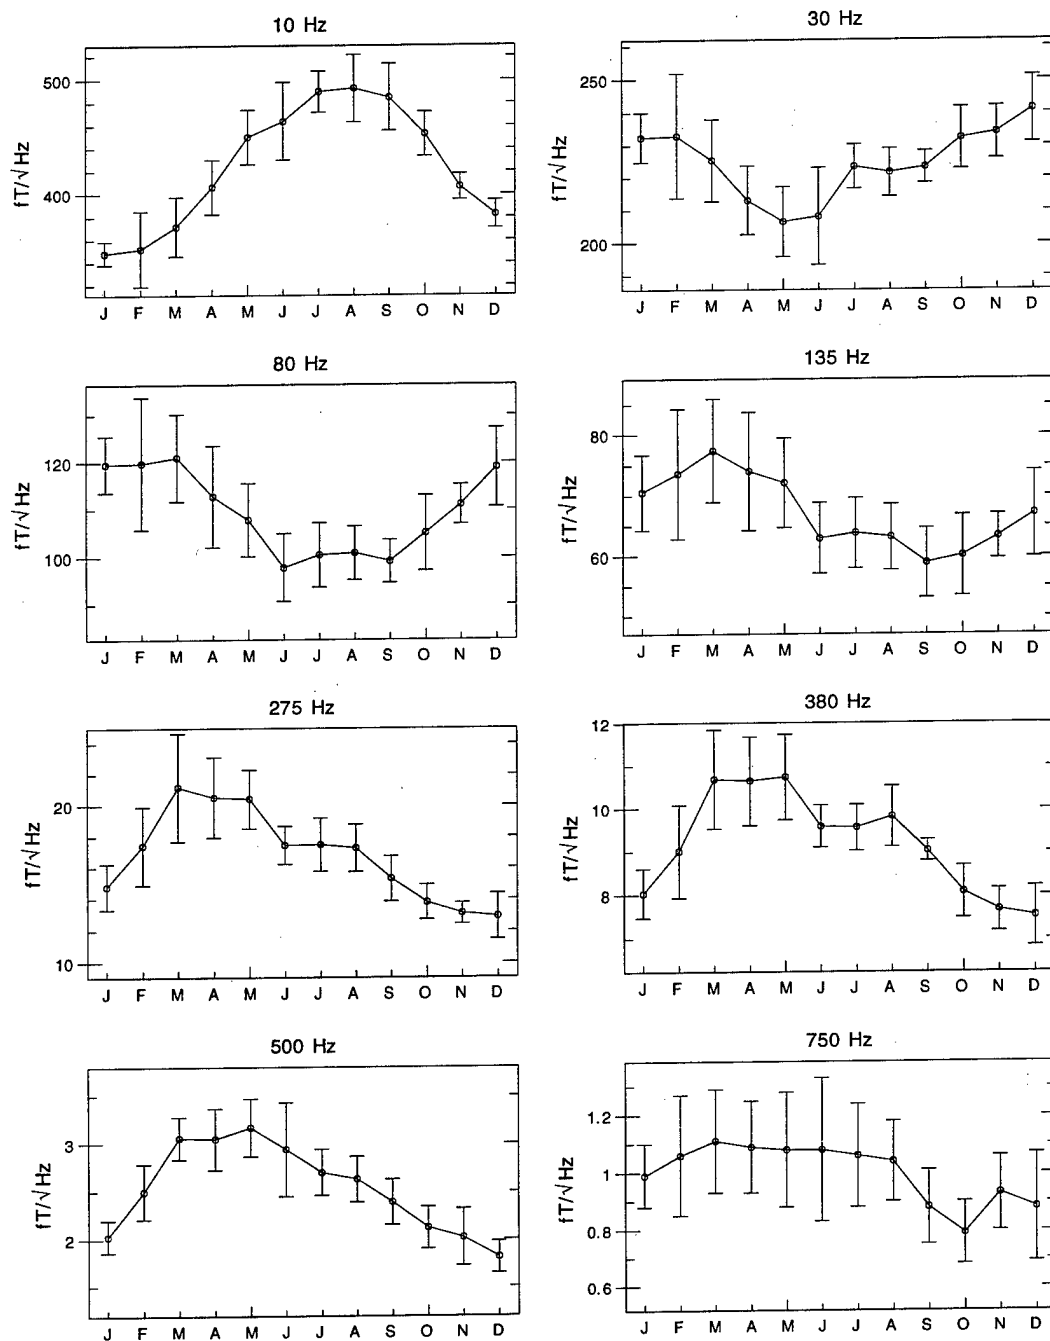 10 Hz
fT/√Hz
500
400
J F M A M J J A S O N D
30 Hz
fT/√Hz
250
200
J F M A M J J A S O N D
80 Hz
fT/√Hz
120
100
J F M A M J J A S O N D
135 Hz
fT/√Hz
80
60
J F M A M J J A S O N D
275 Hz
fT/√Hz
20
10
J F M A M J J A S O N D
380 Hz
fT/√Hz
12
10
8
J F M A M J J A S O N D
500 Hz
fT/√Hz
3
2
J F M A M J J A S O N D
750 Hz
fT/√Hz
1.2
1
0.8
0.6
J F M A M J J A S O N D